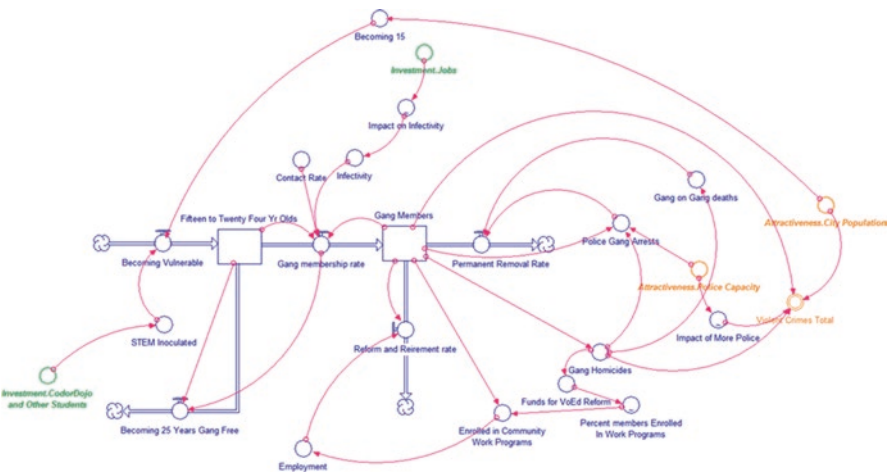 Becoming 15
Investment.Jobs
Impact on Infectivity
Contact Rate
Infectivity
Gang on Gang deaths
Fifteen to Twenty Four Yr Olds
Gang Members
Attractiveness.City Population
Police Gang Arrests
Becoming Vulnerable
Gang membership rate
Permanent Removal Rate
Attractiveness.Police Capacity
Violent Crimes Total
STEM Inoculated
Reform and Reirement rate
Impact of More Police
Gang Homicides
Investment.CodorDojo
and Other Students
Funds for VoEd Reform
Becoming 25 Years Gang Free
Enrolled in Community
Work Programs
Percent members Enrolled
In Work Programs
Employment